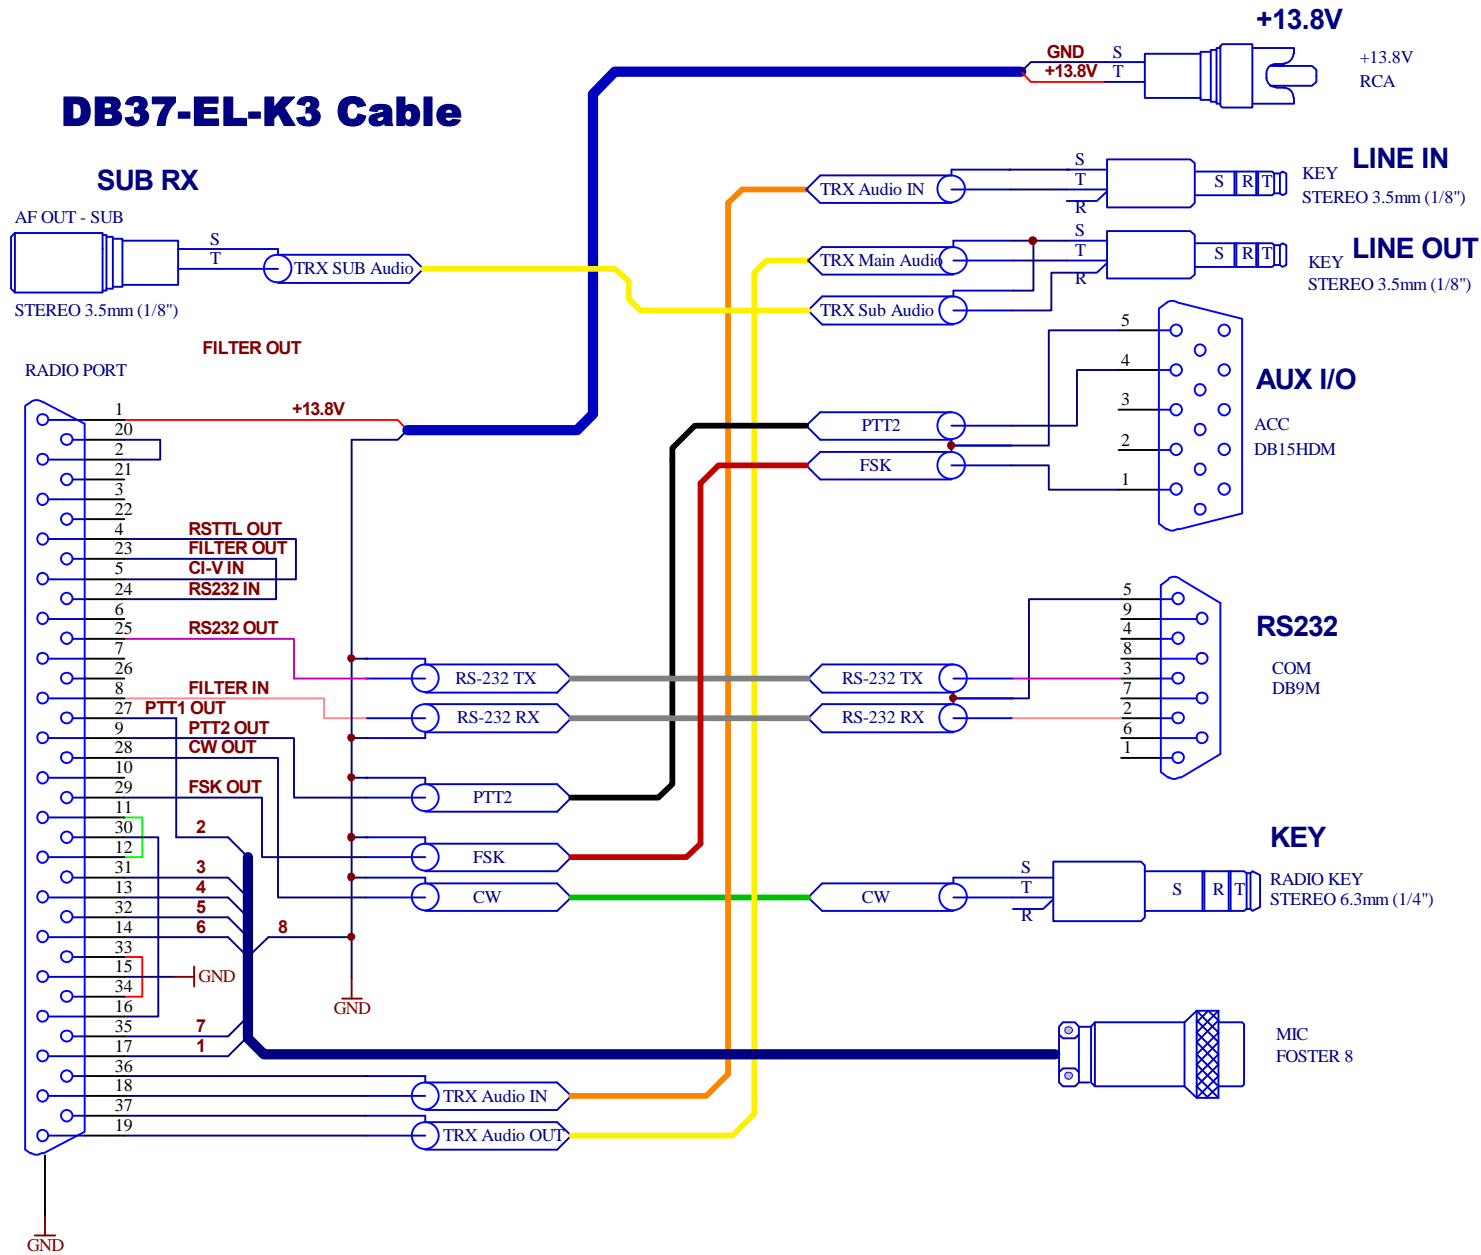 +13.8V
GND S
+13.8V T
+13.8V
RCA
DB37-EL-K3 Cable
SUB RX
AF OUT - SUB
S
T
TRX SUB Audio
STEREO 3.5mm (1/8")
TRX Audio IN
S
T
R
S R T
KEY
LINE IN
STEREO 3.5mm (1/8")
TRX Main Audio
S
T
R
S R T
KEY
LINE OUT
STEREO 3.5mm (1/8")
TRX Sub Audio
FILTER OUT
RADIO PORT
5
4
3
2
1
AUX I/O
ACC
DB15HDM
PTT2
FSK
1 +13.8V
20
2
21
3
22
4 RSTTL OUT
23 FILTER OUT
5 CI-V IN
24 RS232 IN
6
25 RS232 OUT
7
26
8 FILTER IN
27 PTT1 OUT
9 PTT2 OUT
28 CW OUT
10
29 FSK OUT
11
30 2
12
31 3
13 4
32 5
14 6 8
33
15 GND
34
16
35 7
17 1
36
18
37
19
GND
GND
RS-232 TX
RS-232 RX
PTT2
FSK
CW
TRX Audio IN
TRX Audio OUT
RS-232 TX
RS-232 RX
5
9
4
8
3
7
2
6
1
RS232
COM
DB9M
CW
S
T
R
S R T
KEY
RADIO KEY
STEREO 6.3mm (1/4")
MIC
FOSTER 8